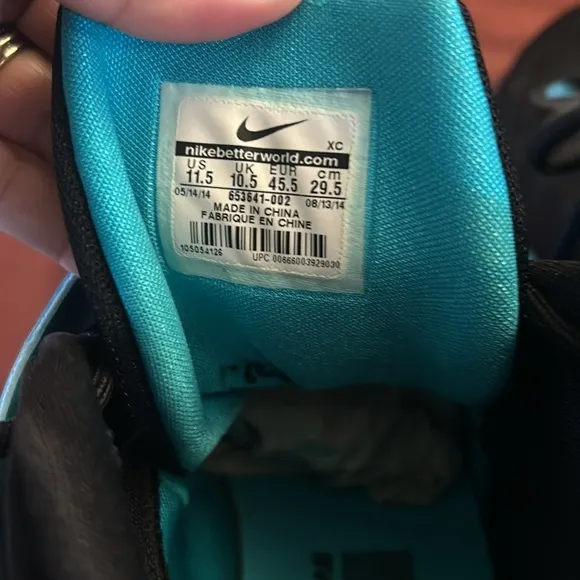 XC
nikebetterworld.com
US UK EUR cm
11.5 10.5 45.5 29.5
05/14/14 653641-002 08/13/14
MADE IN CHINA
FABRIQUE EN CHINE
105054126 UPC 00666003929030